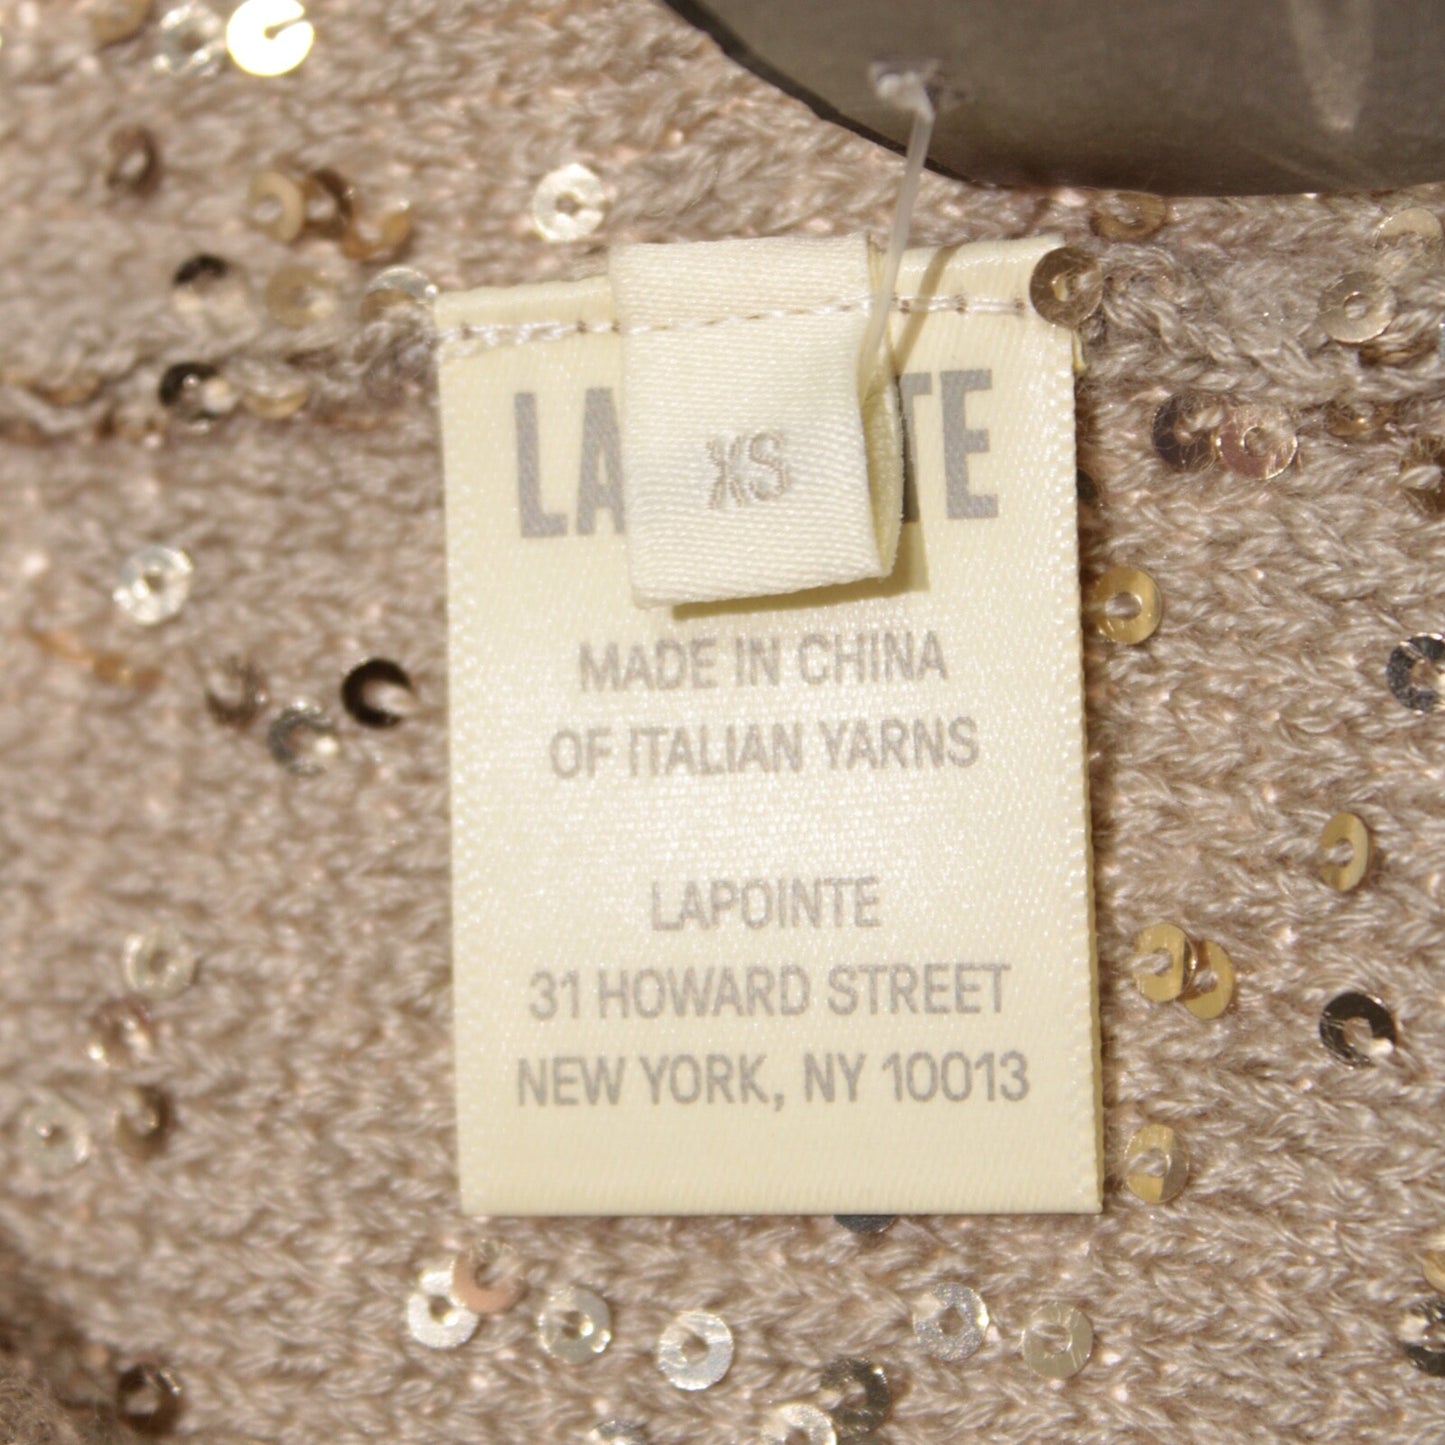 LA TE
XS
MADE IN CHINA
OF ITALIAN YARNS
LAPOINTE
31 HOWARD STREET
NEW YORK, NY 10013